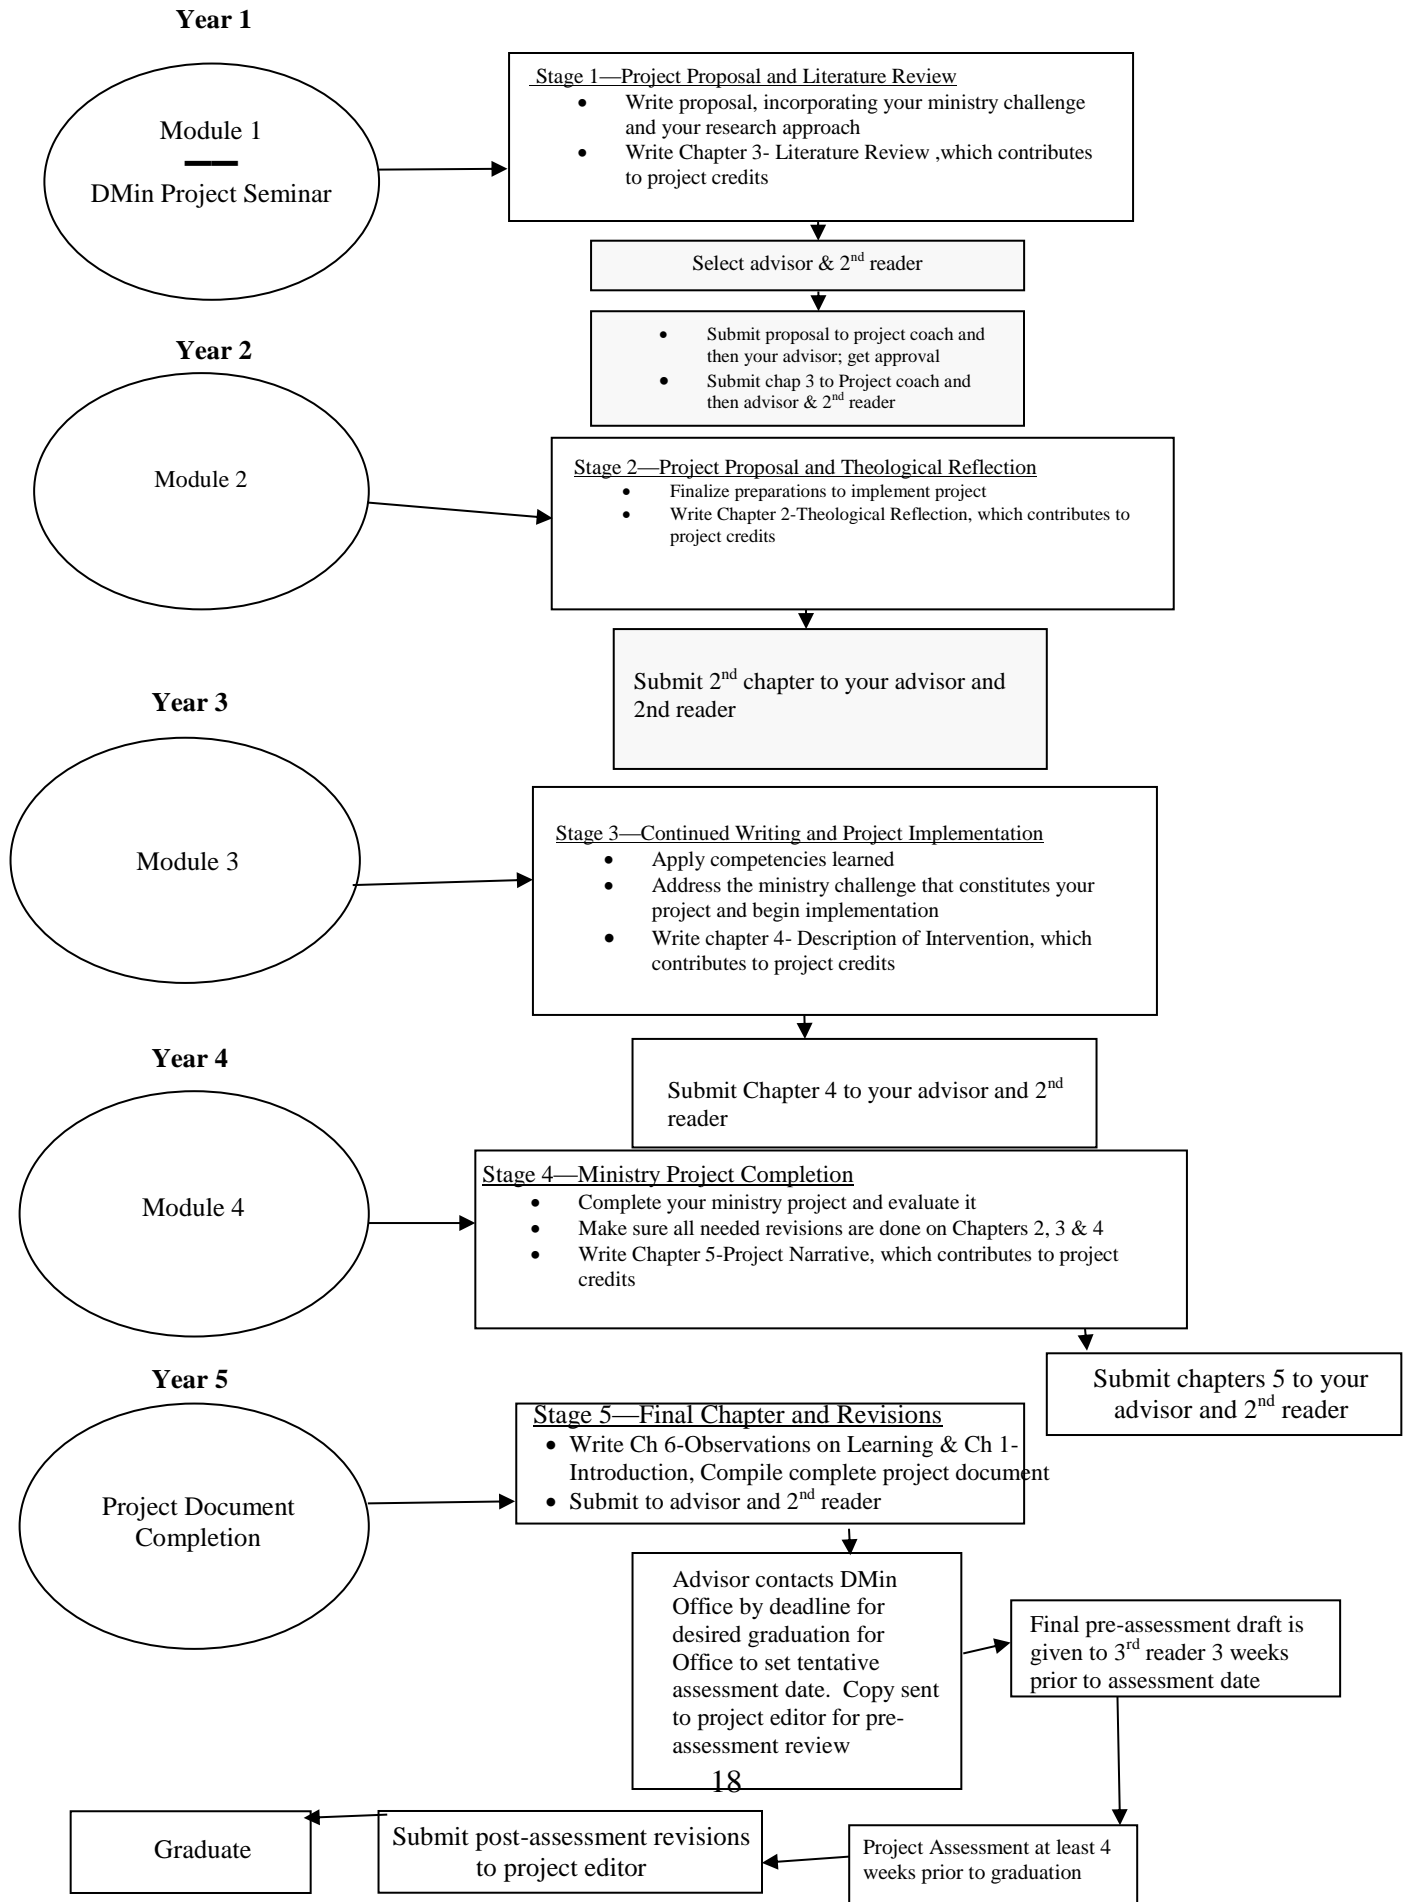 Year 1
Module 1
DMin Project Seminar
Stage 1—Project Proposal and Literature Review
• Write proposal, incorporating your ministry challenge
and your research approach
• Write Chapter 3- Literature Review ,which contributes
to project credits
Select advisor & 2nd reader
• Submit proposal to project coach and
then your advisor; get approval
• Submit chap 3 to Project coach and
then advisor & 2nd reader
Year 2
Module 2
Stage 2—Project Proposal and Theological Reflection
• Finalize preparations to implement project
• Write Chapter 2-Theological Reflection, which contributes to
project credits
Submit 2nd chapter to your advisor and
2nd reader
Year 3
Module 3
Stage 3—Continued Writing and Project Implementation
• Apply competencies learned
• Address the ministry challenge that constitutes your
project and begin implementation
• Write chapter 4- Description of Intervention, which
contributes to project credits
Submit Chapter 4 to your advisor and 2nd
reader
Year 4
Module 4
Stage 4—Ministry Project Completion
• Complete your ministry project and evaluate it
• Make sure all needed revisions are done on Chapters 2, 3 & 4
• Write Chapter 5-Project Narrative, which contributes to project
credits
Submit chapters 5 to your
advisor and 2nd reader
Year 5
Project Document
Completion
Stage 5—Final Chapter and Revisions
• Write Ch 6-Observations on Learning & Ch 1-
Introduction, Compile complete project document
• Submit to advisor and 2nd reader
Advisor contacts DMin
Office by deadline for
desired graduation for
Office to set tentative
assessment date. Copy sent
to project editor for pre-
assessment review
Final pre-assessment draft is
given to 3rd reader 3 weeks
prior to assessment date
18
Project Assessment at least 4
weeks prior to graduation
Submit post-assessment revisions
to project editor
Graduate